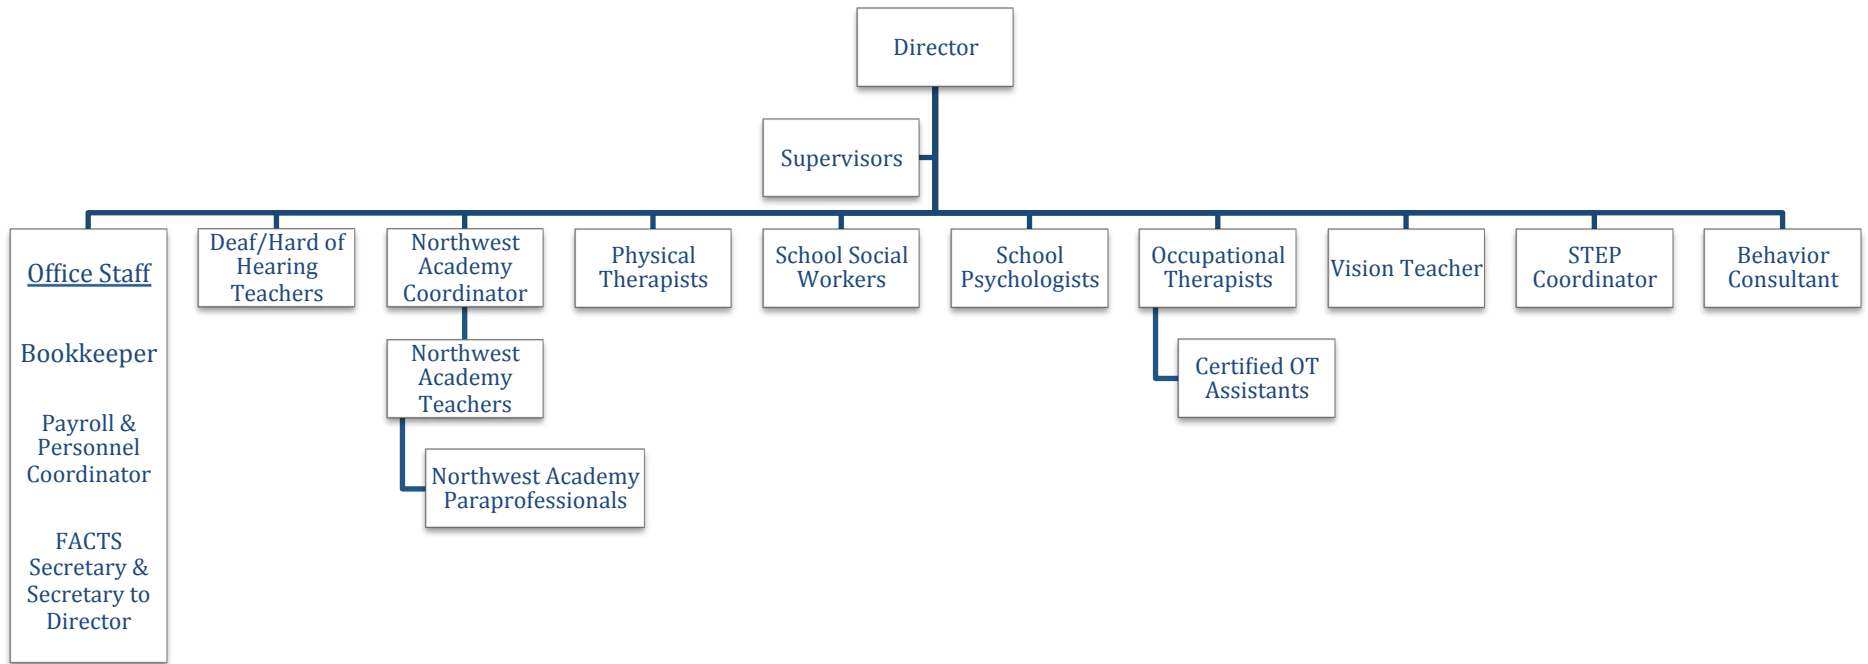 Director
Supervisors
Office Staff
Bookkeeper
Payroll &
Personnel
Coordinator
FACTS
Secretary &
Secretary to
Director
Deaf/Hard of
Hearing
Teachers
Northwest
Academy
Coordinator
Northwest
Academy
Teachers
Northwest Academy
Paraprofessionals
Physical
Therapists
School Social
Workers
School
Psychologists
Occupational
Therapists
Certified OT
Assistants
Vision Teacher
STEP
Coordinator
Behavior
Consultant